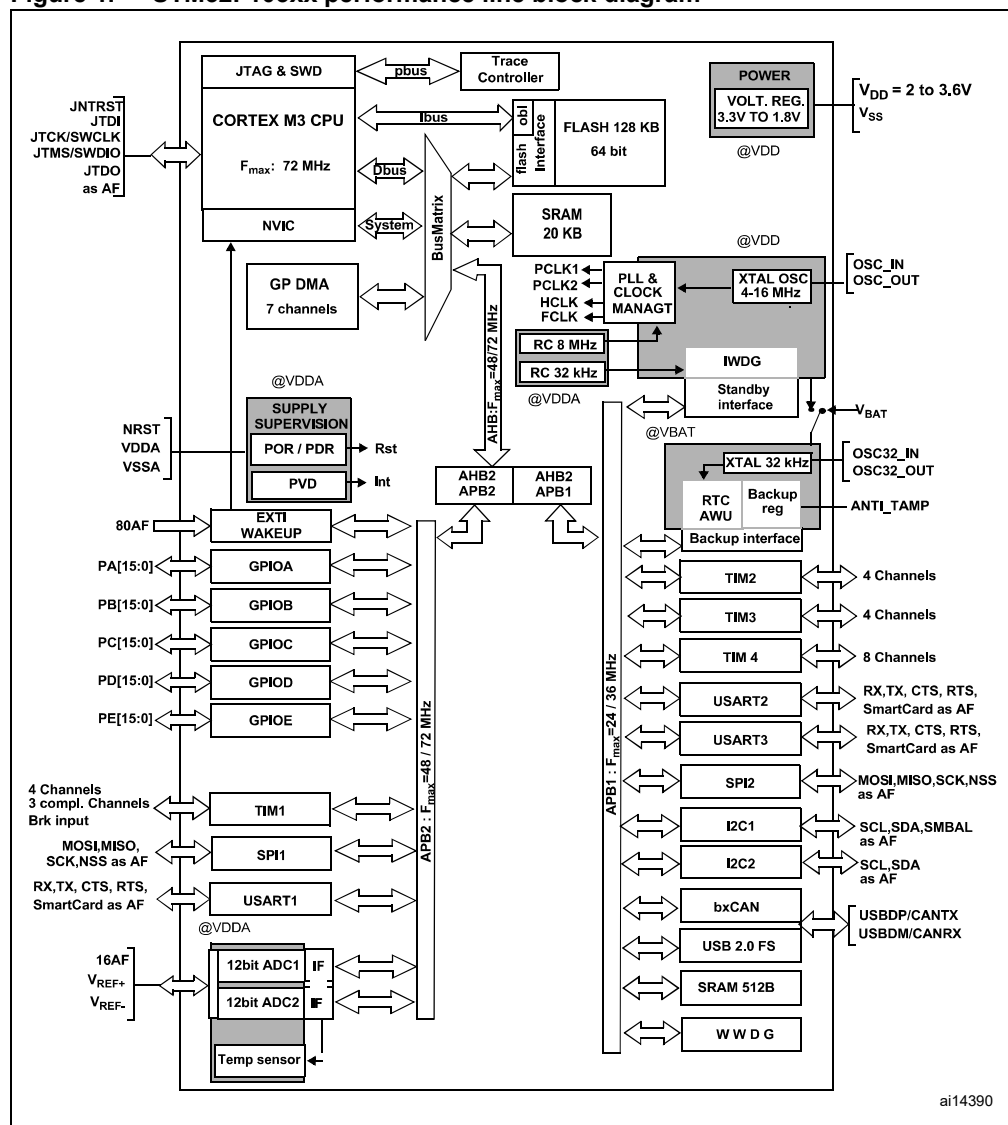 JTAG & SWD
pbus
Trace
Controller
POWER
VOLT. REG.
3.3V TO 1.8V
@VDD
VDD = 2 to 3.6V
VSS
JNTRST
JTDI
JTCK/SWCLK
JTMS/SWDIO
JTDO
as AF
CORTEX M3 CPU
Fmax: 72 MHz
NVIC
Ibus
Dbus
System
BusMatrix
obl
flash
Interface
FLASH 128 KB
64 bit
SRAM
20 KB
GP DMA
7 channels
@VDD
PCLK1
PCLK2
HCLK
FCLK
PLL &
CLOCK
MANAGT
XTAL OSC
4-16 MHz
OSC_IN
OSC_OUT
RC 8 MHz
RC 32 kHz
@VDDA
IWDG
Standby
interface
@VBAT
VBAT
AHB:Fmax=48/72 MHz
@VDDA
SUPPLY
SUPERVISION
POR / PDR
Rst
PVD
Int
NRST
VDDA
VSSA
AHB2
APB2
AHB2
APB1
XTAL 32 kHz
OSC32_IN
OSC32_OUT
RTC
AWU
Backup
reg
ANTI_TAMP
Backup interface
80AF
EXTI
WAKEUP
PA[15:0]
GPIOA
PB[15:0]
GPIOB
PC[15:0]
GPIOC
PD[15:0]
GPIOD
PE[15:0]
GPIOE
4 Channels
3 compl. Channels
Brk input
TIM1
MOSI,MISO,
SCK,NSS as AF
SPI1
RX,TX, CTS, RTS,
SmartCard as AF
USART1
@VDDA
16AF
VREF+
VREF-
12bit ADC1
IF
12bit ADC2
IF
Temp sensor
APB2 : Fmax=48 / 72 MHz
APB1 : Fmax=24 / 36 MHz
TIM2
4 Channels
TIM3
4 Channels
TIM 4
8 Channels
USART2
RX,TX, CTS, RTS,
SmartCard as AF
USART3
RX,TX, CTS, RTS,
SmartCard as AF
SPI2
MOSI,MISO,SCK,NSS
as AF
I2C1
SCL,SDA,SMBAL
as AF
I2C2
SCL,SDA
as AF
bxCAN
USBDP/CANTX
USBDM/CANRX
USB 2.0 FS
SRAM 512B
W W D G
ai14390